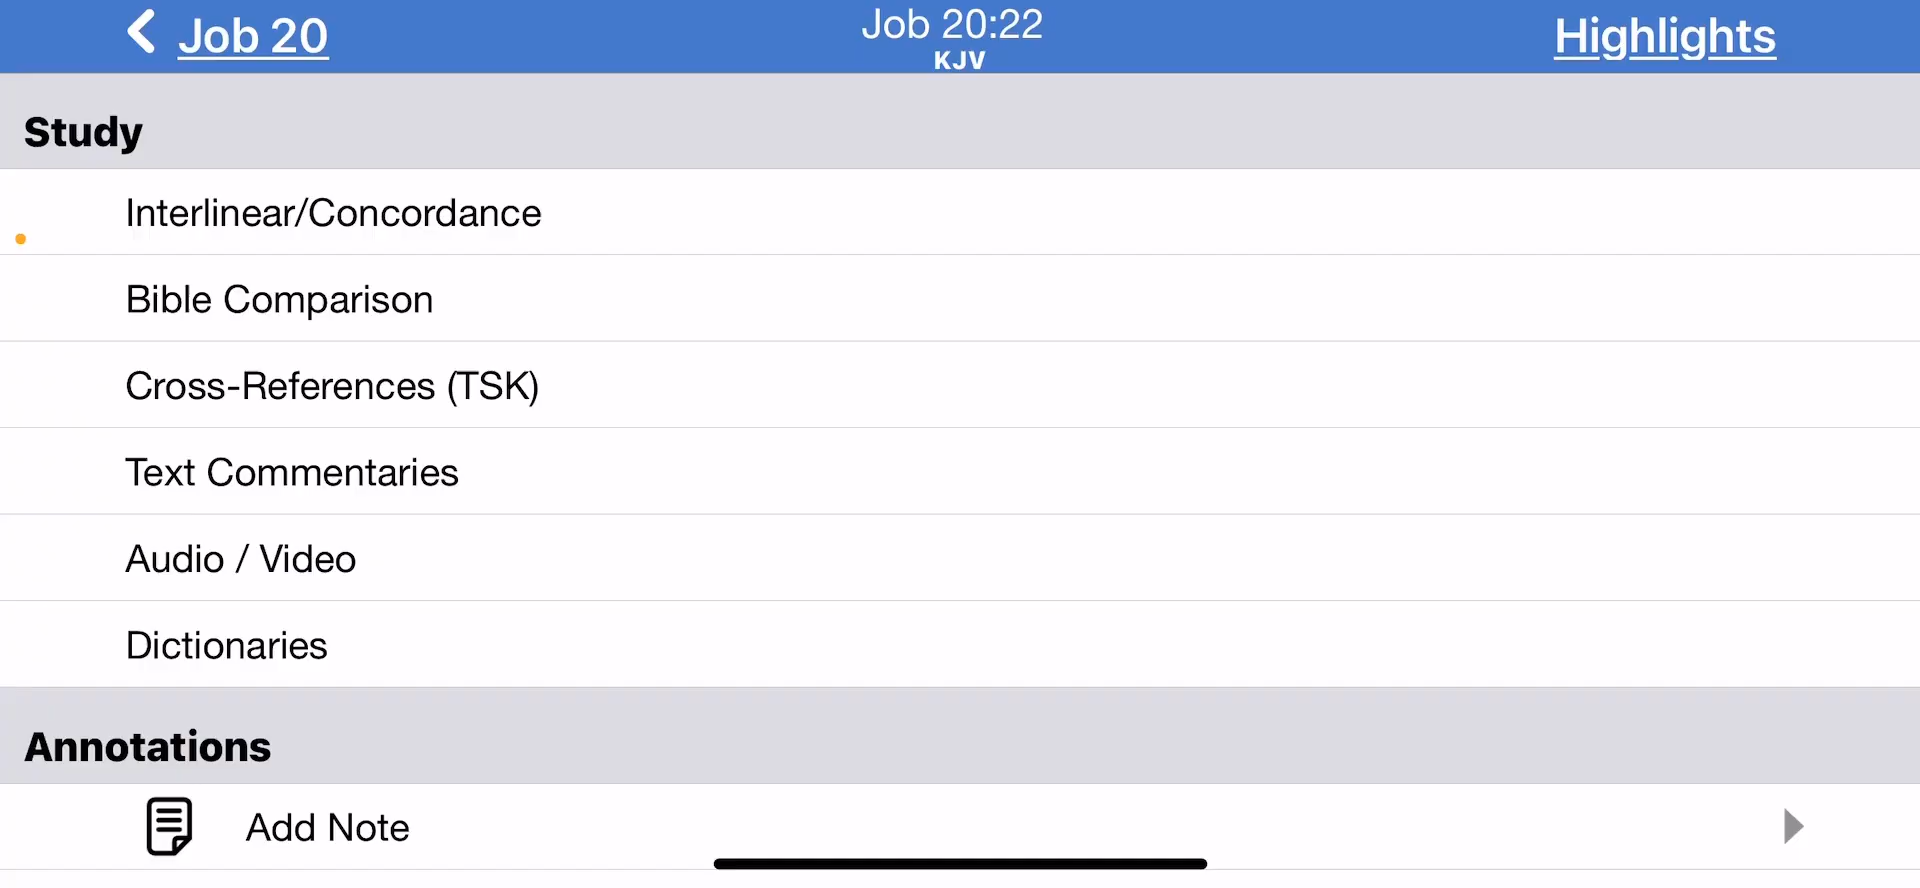 Job 20
Job 20:22
KJV
Highlights
Study
Interlinear/Concordance
Bible Comparison
Cross-References (TSK)
Text Commentaries
Audio / Video
Dictionaries
Annotations
Add Note